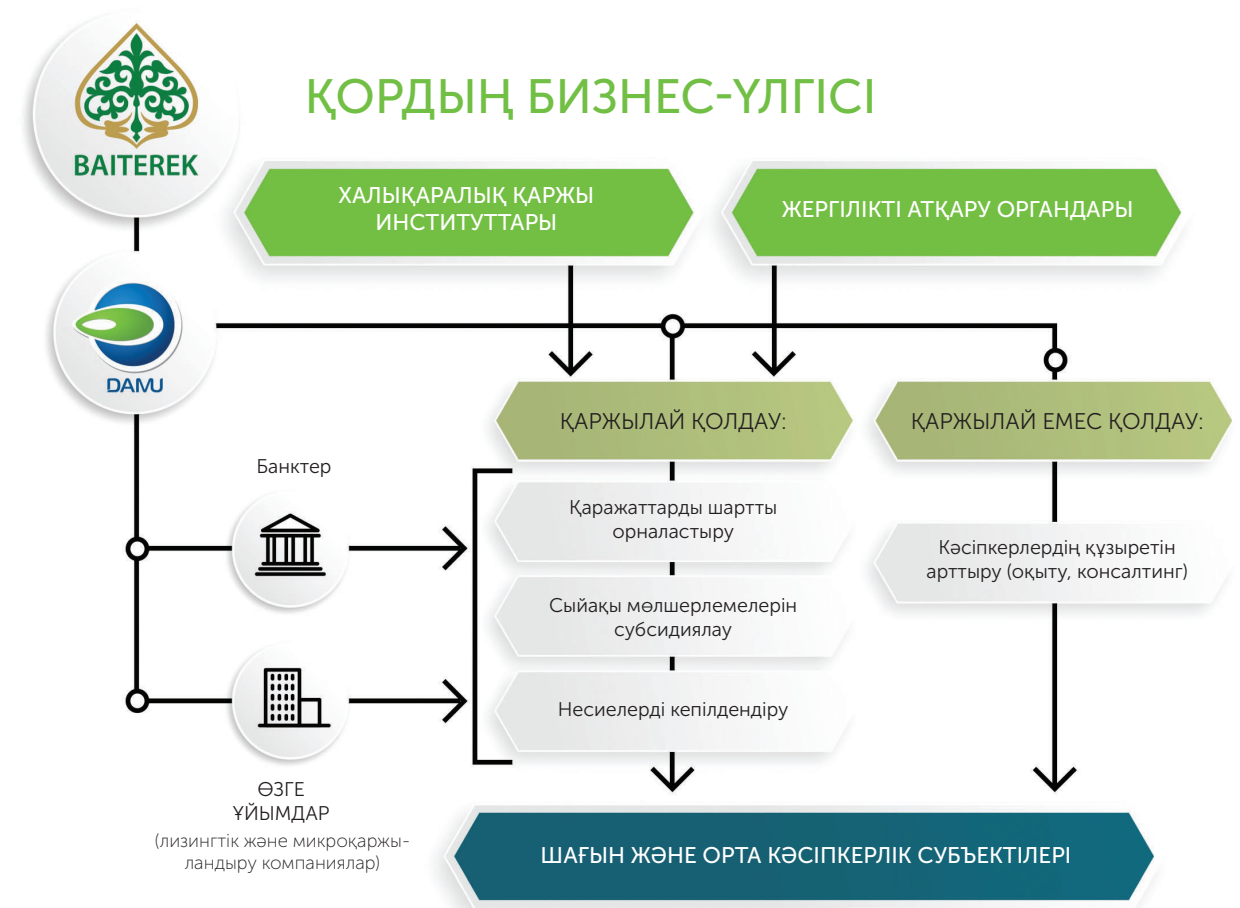 BAITEREK
ҚОРДЫҢ БИЗНЕС-ҮЛГІСІ
ХАЛЫҚАРАЛЫҚ ҚАРЖЫ
ИНСТИТУТТАРЫ
ЖЕРГІЛІКТІ АТҚАРУ ОРГАНДАРЫ
DAMU
ҚАРЖЫЛАЙ ҚОЛДАУ:
ҚАРЖЫЛАЙ ЕМЕС ҚОЛДАУ:
Банктер
Қаражаттарды шартты
орналастыру
Кәсіпкерлердің құзыретін
арттыру (оқыту, консалтинг)
Сыйақы мөлшерлемелерін
субсидиялау
Несиелерді кепілдендіру
ӨЗГЕ
ҰЙЫМДАР
(лизингтік және микроқаржы-
ландыру компаниялар)
ШАҒЫН ЖӘНЕ ОРТА КӘСІПКЕРЛІК СУБЪЕКТІЛЕРІ